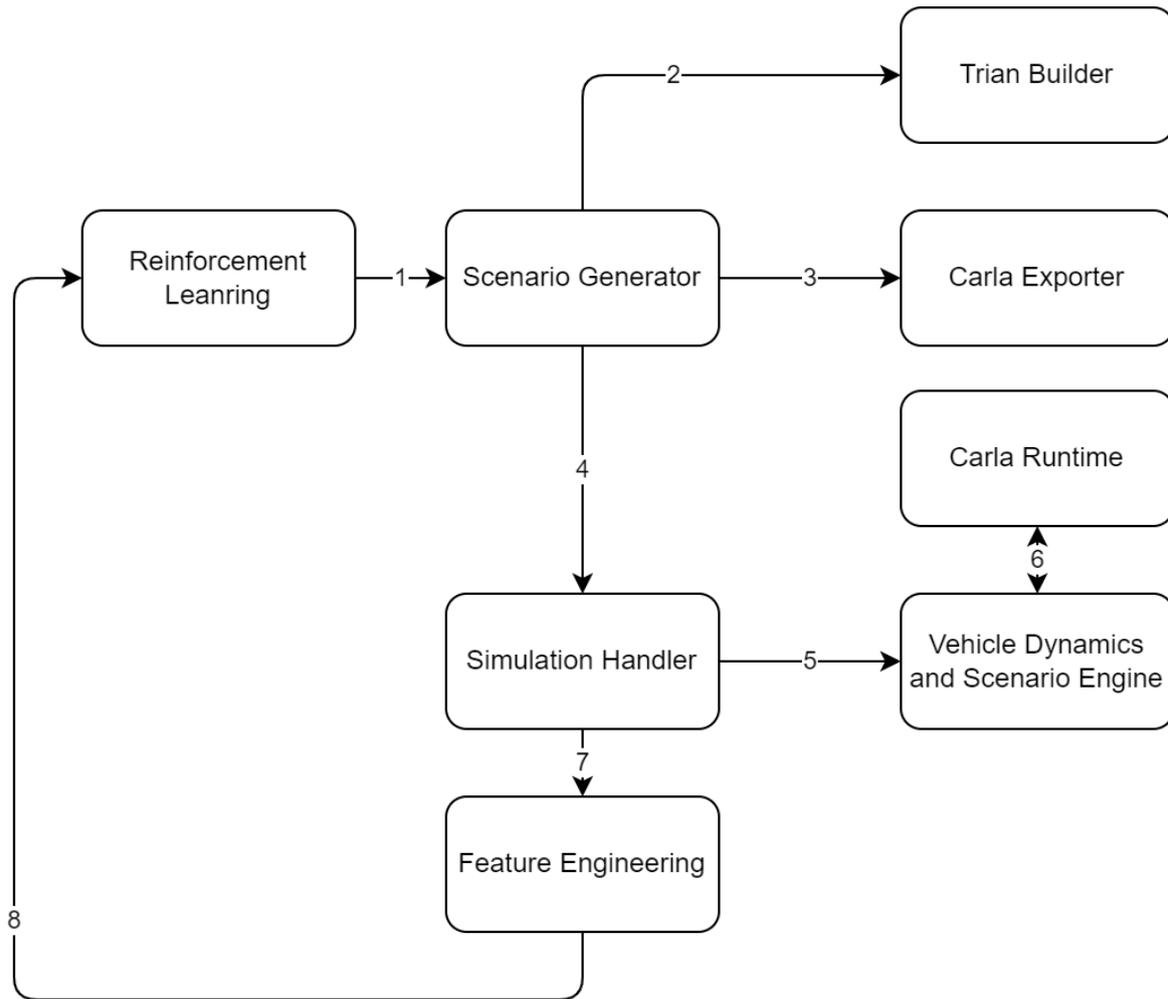 2
Trian Builder
Reinforcement
Leanring
1
Scenario Generator
3
Carla Exporter
Carla Runtime
4
6
Simulation Handler
5
Vehicle Dynamics
and Scenario Engine
7
Feature Engineering
8